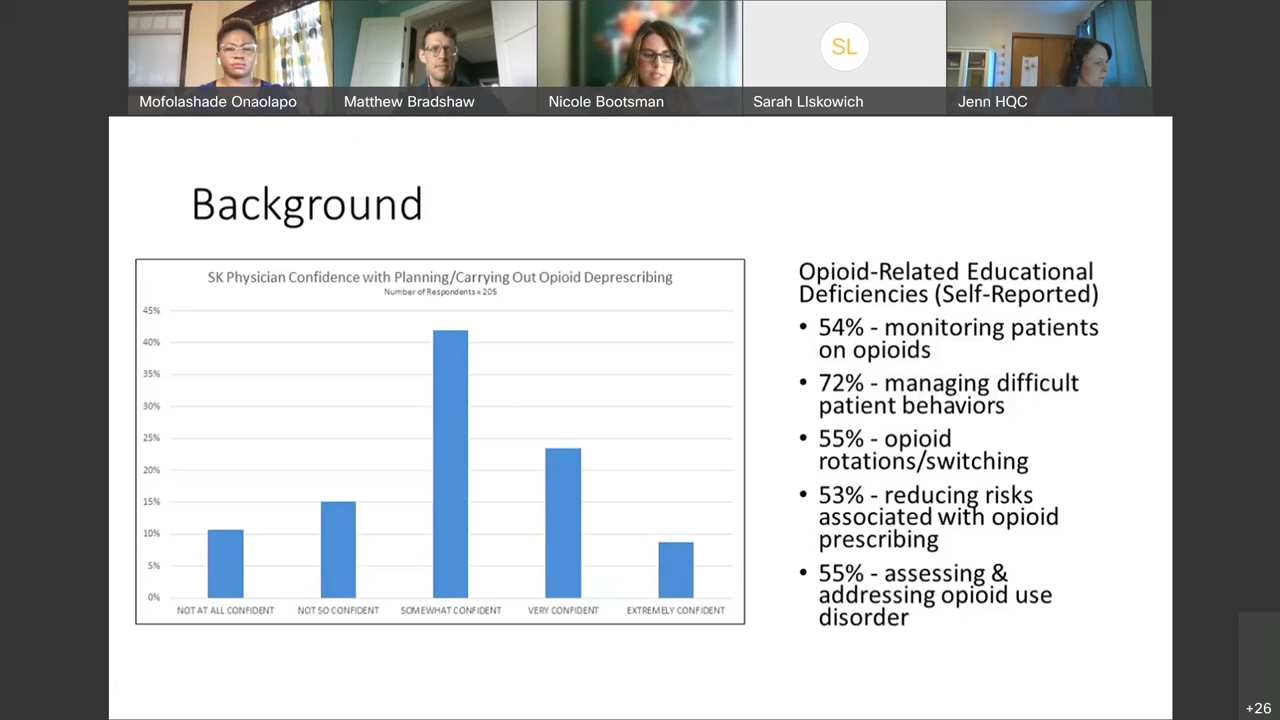 Mofolashade Onaolapo
Matthew Bradshaw
Nicole Bootsman
SL
Sarah LIskowich
Jenn HQC
Background
SK Physician Confidence with Planning/Carrying Out Opioid Deprescribing
Number of Respondents = 205
45%
40%
35%
30%
25%
20%
15%
10%
5%
0%
NOT AT ALL CONFIDENT
NOT SO CONFIDENT
SOMEWHAT CONFIDENT
VERY CONFIDENT
EXTREMELY CONFIDENT
Opioid-Related Educational
Deficiencies (Self-Reported)
• 54% - monitoring patients
on opioids
• 72% - managing difficult
patient behaviors
• 55% - opioid
rotations/switching
• 53% - reducing risks
associated with opioid
prescribing
• 55% - assessing &
addressing opioid use
disorder
+26